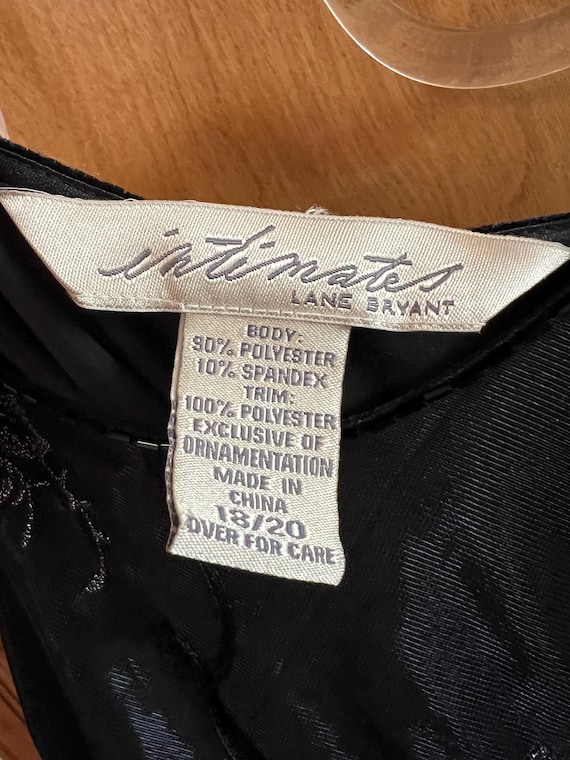 intimates
LANE BRYANT
BODY:
90% POLYESTER
10% SPANDEX
TRIM:
100% POLYESTER
EXCLUSIVE OF
ORNAMENTATION
MADE IN
CHINA
18/20
OVER FOR CARE